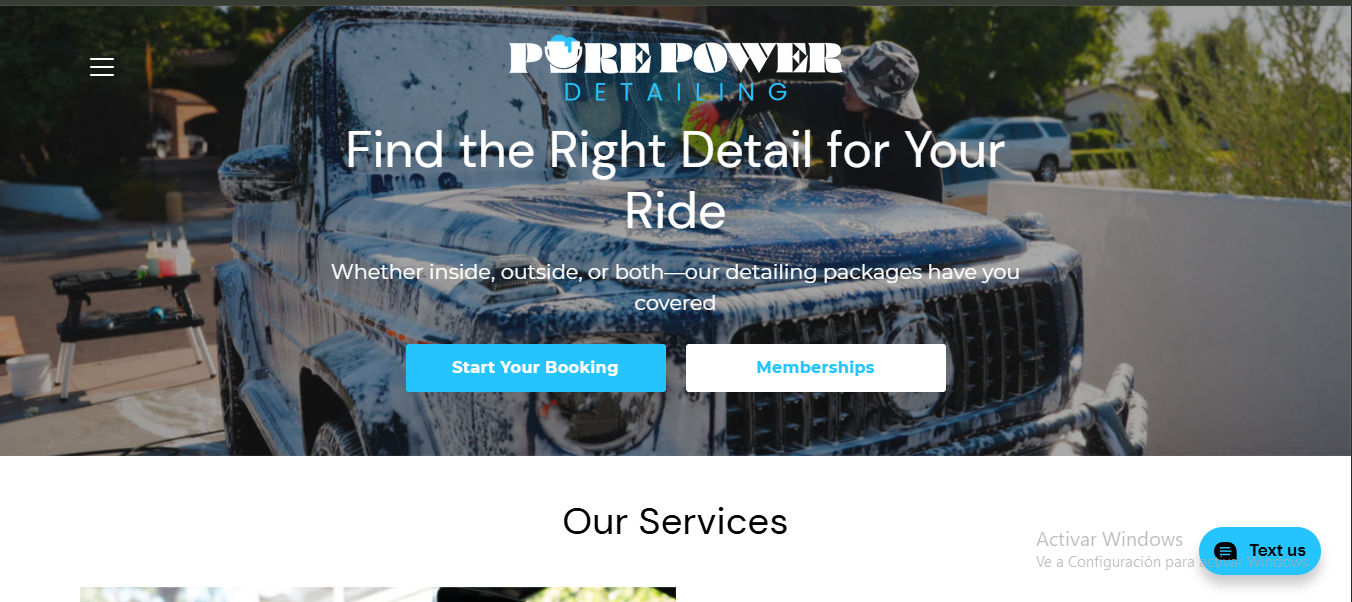 PURE POWER
DETAILING
Find the Right Detail for Your
Ride
Whether inside, outside, or both—our detailing packages have you
covered
Start Your Booking
Memberships
Our Services
Activar Windows
Ve a Configuración para activar Windows.
Text us